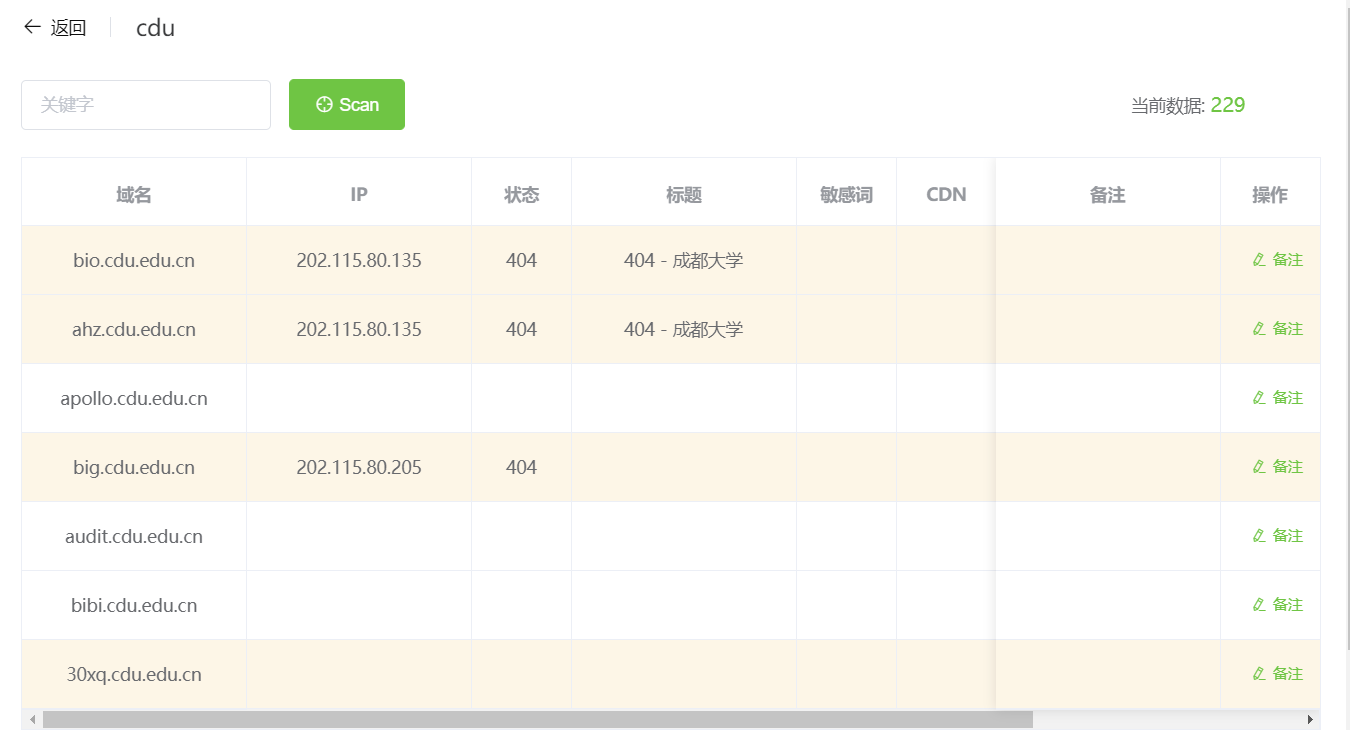 返回 cdu
关键字 Scan 当前数据: 229
域名 IP 状态 标题 敏感词 CDN 备注 操作
bio.cdu.edu.cn 202.115.80.135 404 404 - 成都大学 备注
ahz.cdu.edu.cn 202.115.80.135 404 404 - 成都大学 备注
apollo.cdu.edu.cn 备注
big.cdu.edu.cn 202.115.80.205 404 备注
audit.cdu.edu.cn 备注
bibi.cdu.edu.cn 备注
30xq.cdu.edu.cn 备注